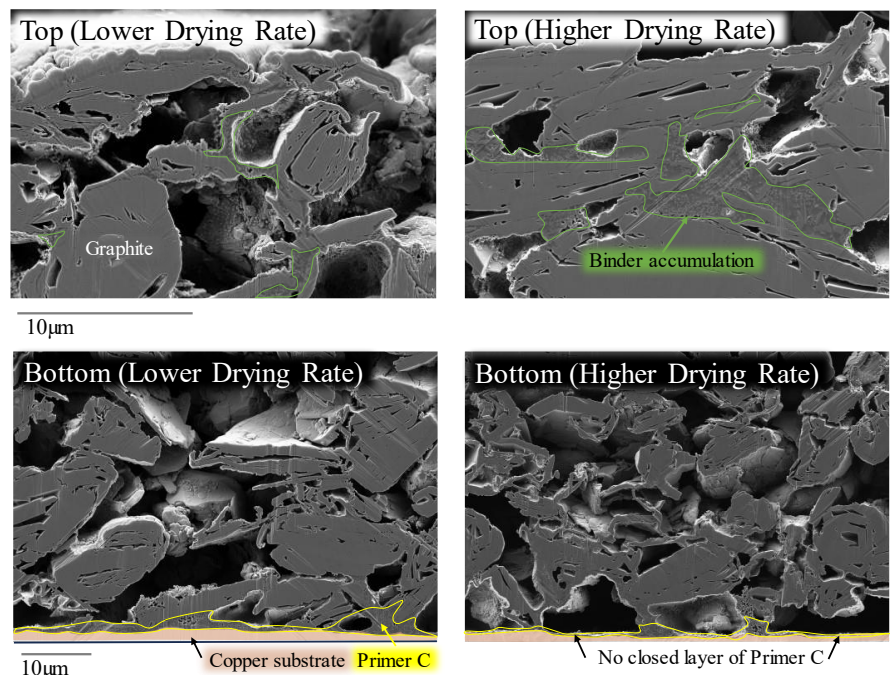 Top (Lower Drying Rate)
Top (Higher Drying Rate)
Graphite
Binder accumulation
10μm
Bottom (Lower Drying Rate)
Bottom (Higher Drying Rate)
10μm
Copper substrate
Primer C
No closed layer of Primer C